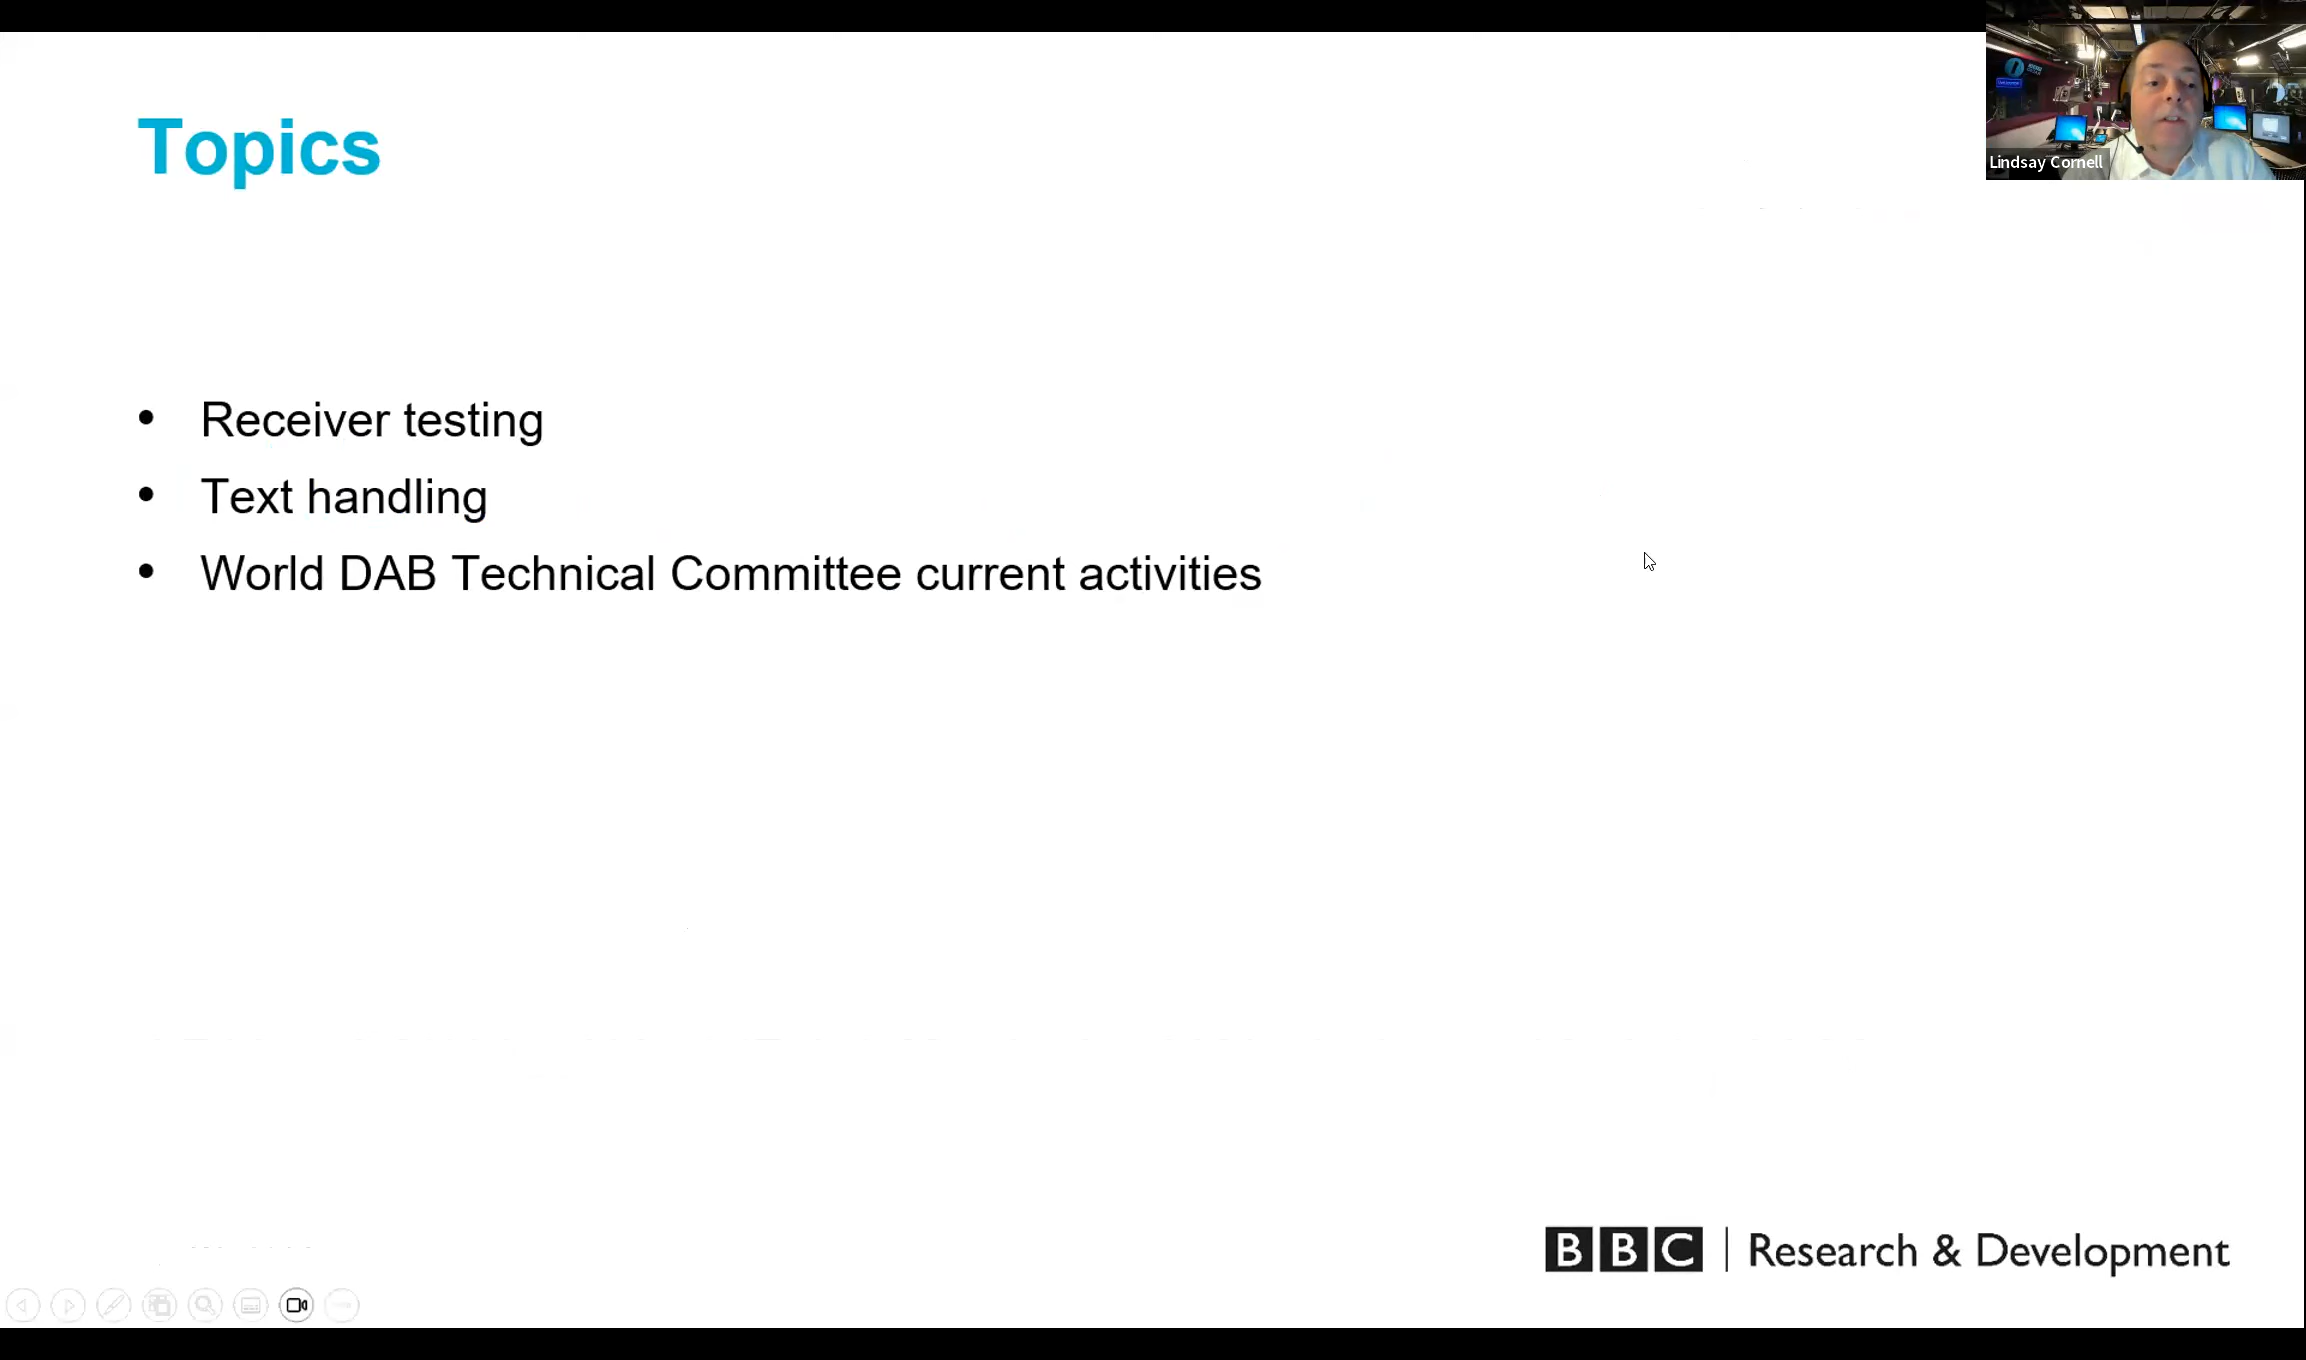 Topics
Lindsay Cornell
• Receiver testing
• Text handling
• World DAB Technical Committee current activities
BBC | Research & Development